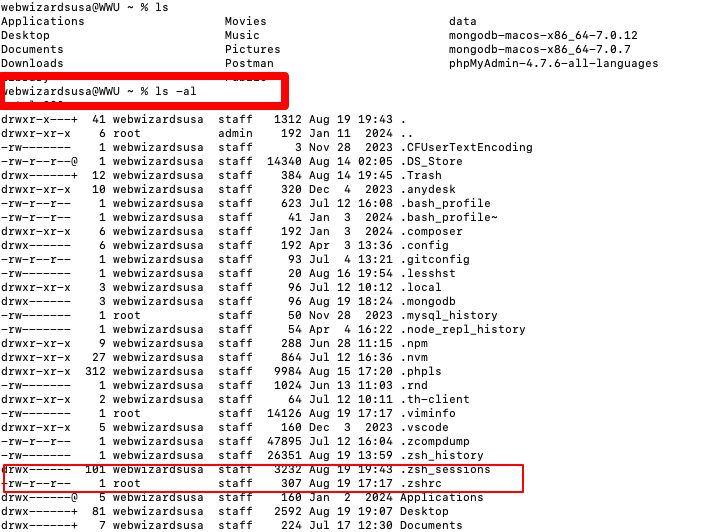 webwizardsusa@WWU ~ % ls
Applications Movies data
Desktop Music mongodb-macos-x86_64-7.0.12
Documents Pictures mongodb-macos-x86_64-7.0.7
Downloads Postman phpMyAdmin-4.7.6-all-languages
webwizardsusa@WWU ~ % ls -al
drwxr-x---+ 41 webwizardsusa staff 1312 Aug 19 19:43 .
drwxr-xr-x 6 root admin 192 Jan 11 2024 ..
-rw------- 1 webwizardsusa staff 3 Nov 28 2023 .CFUserTextEncoding
-rw-r--r--@ 1 webwizardsusa staff 14340 Aug 14 02:05 .DS_Store
drwx------+ 12 webwizardsusa staff 384 Aug 14 19:45 .Trash
drwxr-xr-x 10 webwizardsusa staff 320 Dec 4 2023 .anydesk
-rw-r--r-- 1 webwizardsusa staff 623 Jul 12 16:08 .bash_profile
-rw-r--r-- 1 webwizardsusa staff 41 Jan 3 2024 .bash_profile~
drwxr-xr-x 6 webwizardsusa staff 192 Jan 3 2024 .composer
drwx------ 6 webwizardsusa staff 192 Apr 3 13:36 .config
-rw-r--r-- 1 webwizardsusa staff 93 Jul 4 13:21 .gitconfig
-rw------- 1 webwizardsusa staff 20 Aug 16 19:54 .lesshst
drwxr-xr-x 3 webwizardsusa staff 96 Jul 12 10:12 .local
drwx------ 3 webwizardsusa staff 96 Aug 19 18:24 .mongodb
-rw------- 1 root staff 50 Nov 28 2023 .mysql_history
-rw------- 1 webwizardsusa staff 54 Apr 4 16:22 .node_repl_history
drwxr-xr-x 9 webwizardsusa staff 288 Jun 28 11:15 .npm
drwxr-xr-x 27 webwizardsusa staff 864 Jul 12 16:36 .nvm
drwxr-xr-x 312 webwizardsusa staff 9984 Aug 15 17:20 .phpls
-rw------- 1 webwizardsusa staff 1024 Jun 13 11:03 .rnd
drwxr-xr-x 2 webwizardsusa staff 64 Jul 12 10:11 .th-client
-rw------- 1 root staff 14126 Aug 19 17:17 .viminfo
drwxr-xr-x 5 webwizardsusa staff 160 Dec 3 2023 .vscode
-rw-r--r-- 1 webwizardsusa staff 47895 Jul 12 16:04 .zcompdump
-rw------- 1 webwizardsusa staff 26351 Aug 19 13:59 .zsh_history
drwx------ 101 webwizardsusa staff 3232 Aug 19 19:43 .zsh_sessions
-rw-r--r-- 1 root staff 307 Aug 19 17:17 .zshrc
drwx------@ 5 webwizardsusa staff 160 Jan 2 2024 Applications
drwx------+ 81 webwizardsusa staff 2592 Aug 19 19:07 Desktop
drwx------+ 7 webwizardsusa staff 224 Jul 17 12:30 Documents